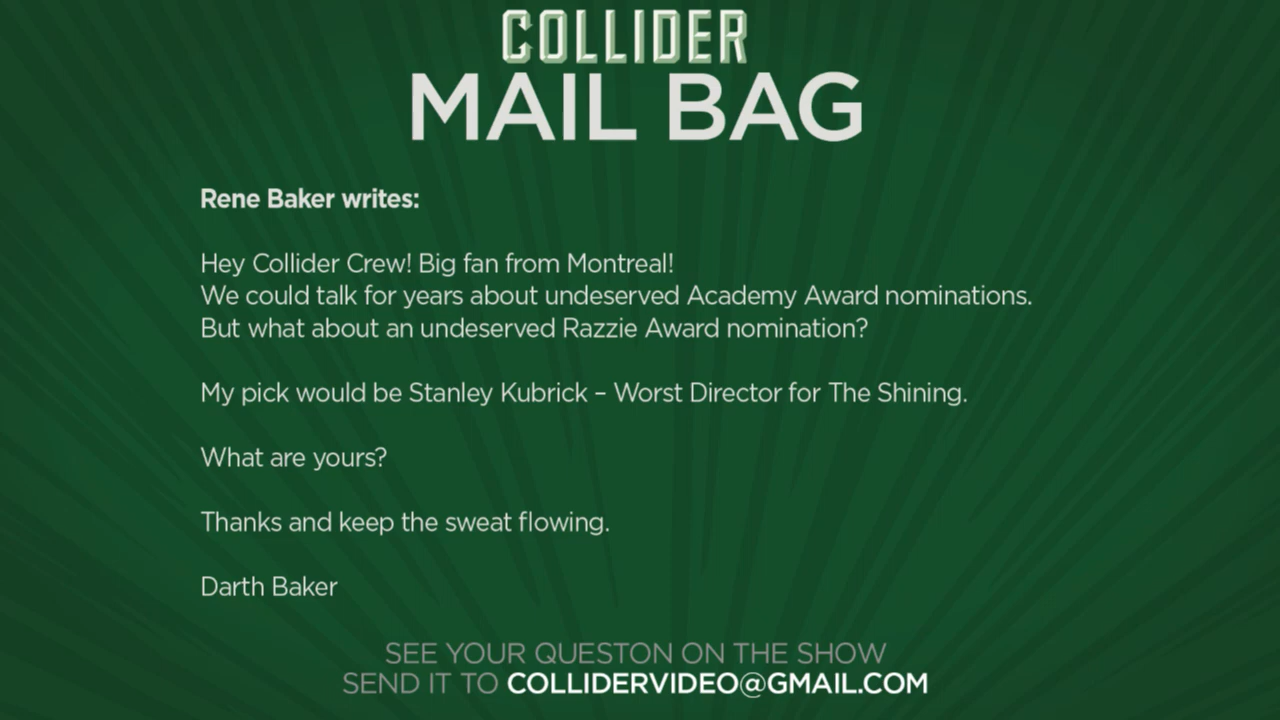 COLLIDER
MAIL BAG
Rene Baker writes:
Hey Collider Crew! Big fan from Montreal!
We could talk for years about undeserved Academy Award nominations.
But what about an undeserved Razzie Award nomination?
My pick would be Stanley Kubrick – Worst Director for The Shining.
What are yours?
Thanks and keep the sweat flowing.
Darth Baker
SEE YOUR QUESTON ON THE SHOW
SEND IT TO COLLIDERVIDEO@GMAIL.COM